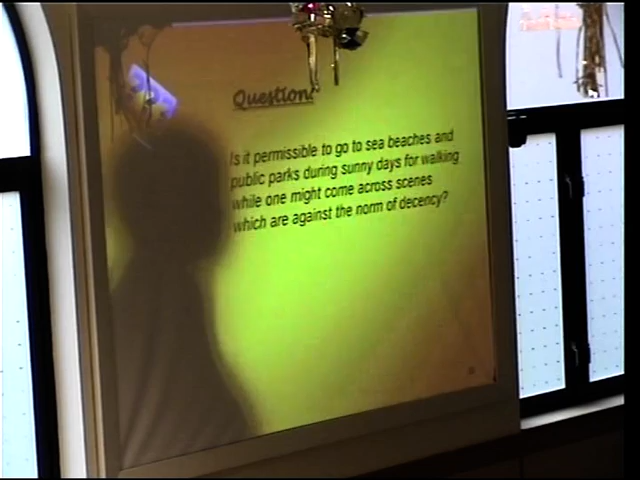 Question:
Is it permissible to go to sea beaches and
public parks during sunny days for walking
while one might come across scenes
which are against the norm of decency?